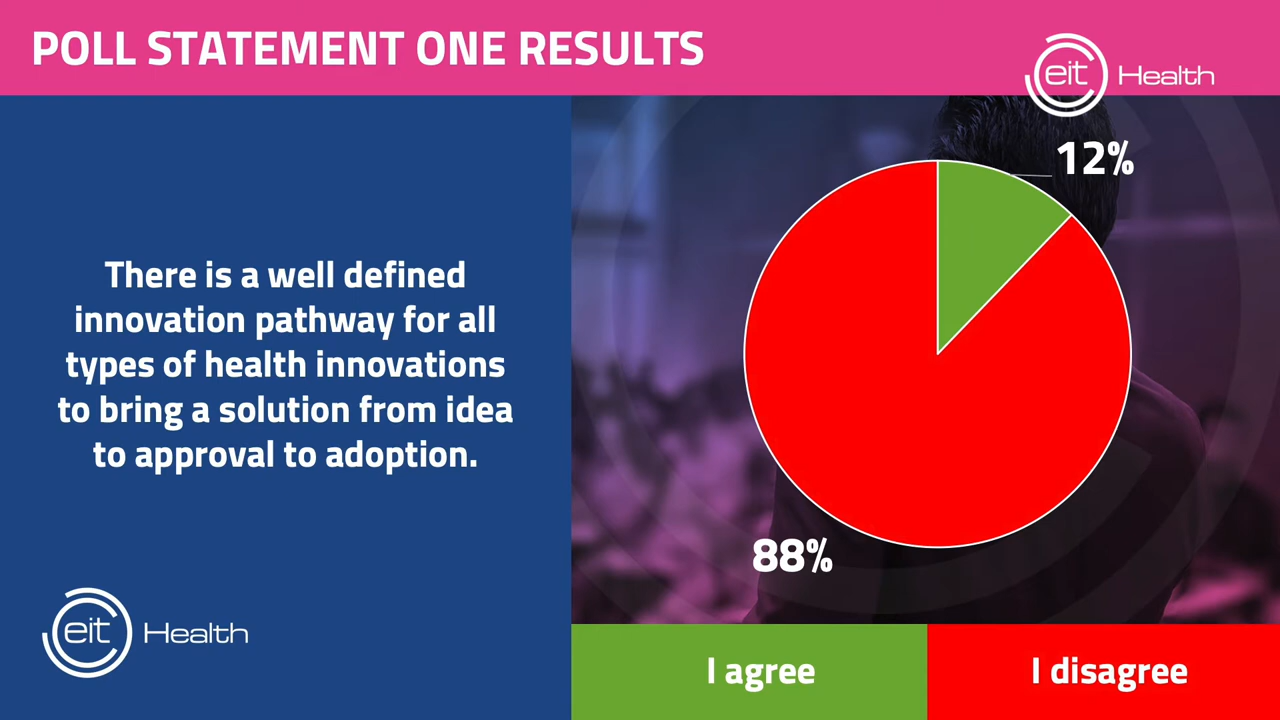 POLL STATEMENT ONE RESULTS
eit Health
12%
There is a well defined
innovation pathway for all
types of health innovations
to bring a solution from idea
to approval to adoption.
88%
eit Health
I agree
I disagree